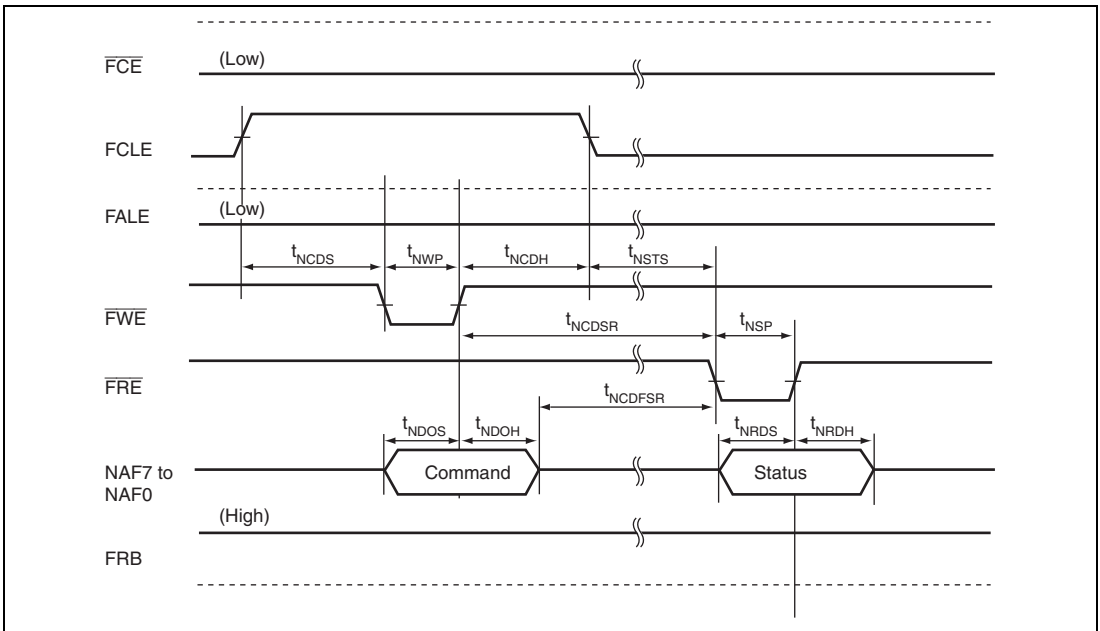 FCE (Low)
FCLE
FALE (Low)
tNCDS tNWP tNCDH tNSTS
FWE
tNCDSR tNSP
FRE
tNCDFSR
tNDOS tNDOH tNRDS tNRDH
NAF7 to
NAF0
Command Status
(High)
FRB